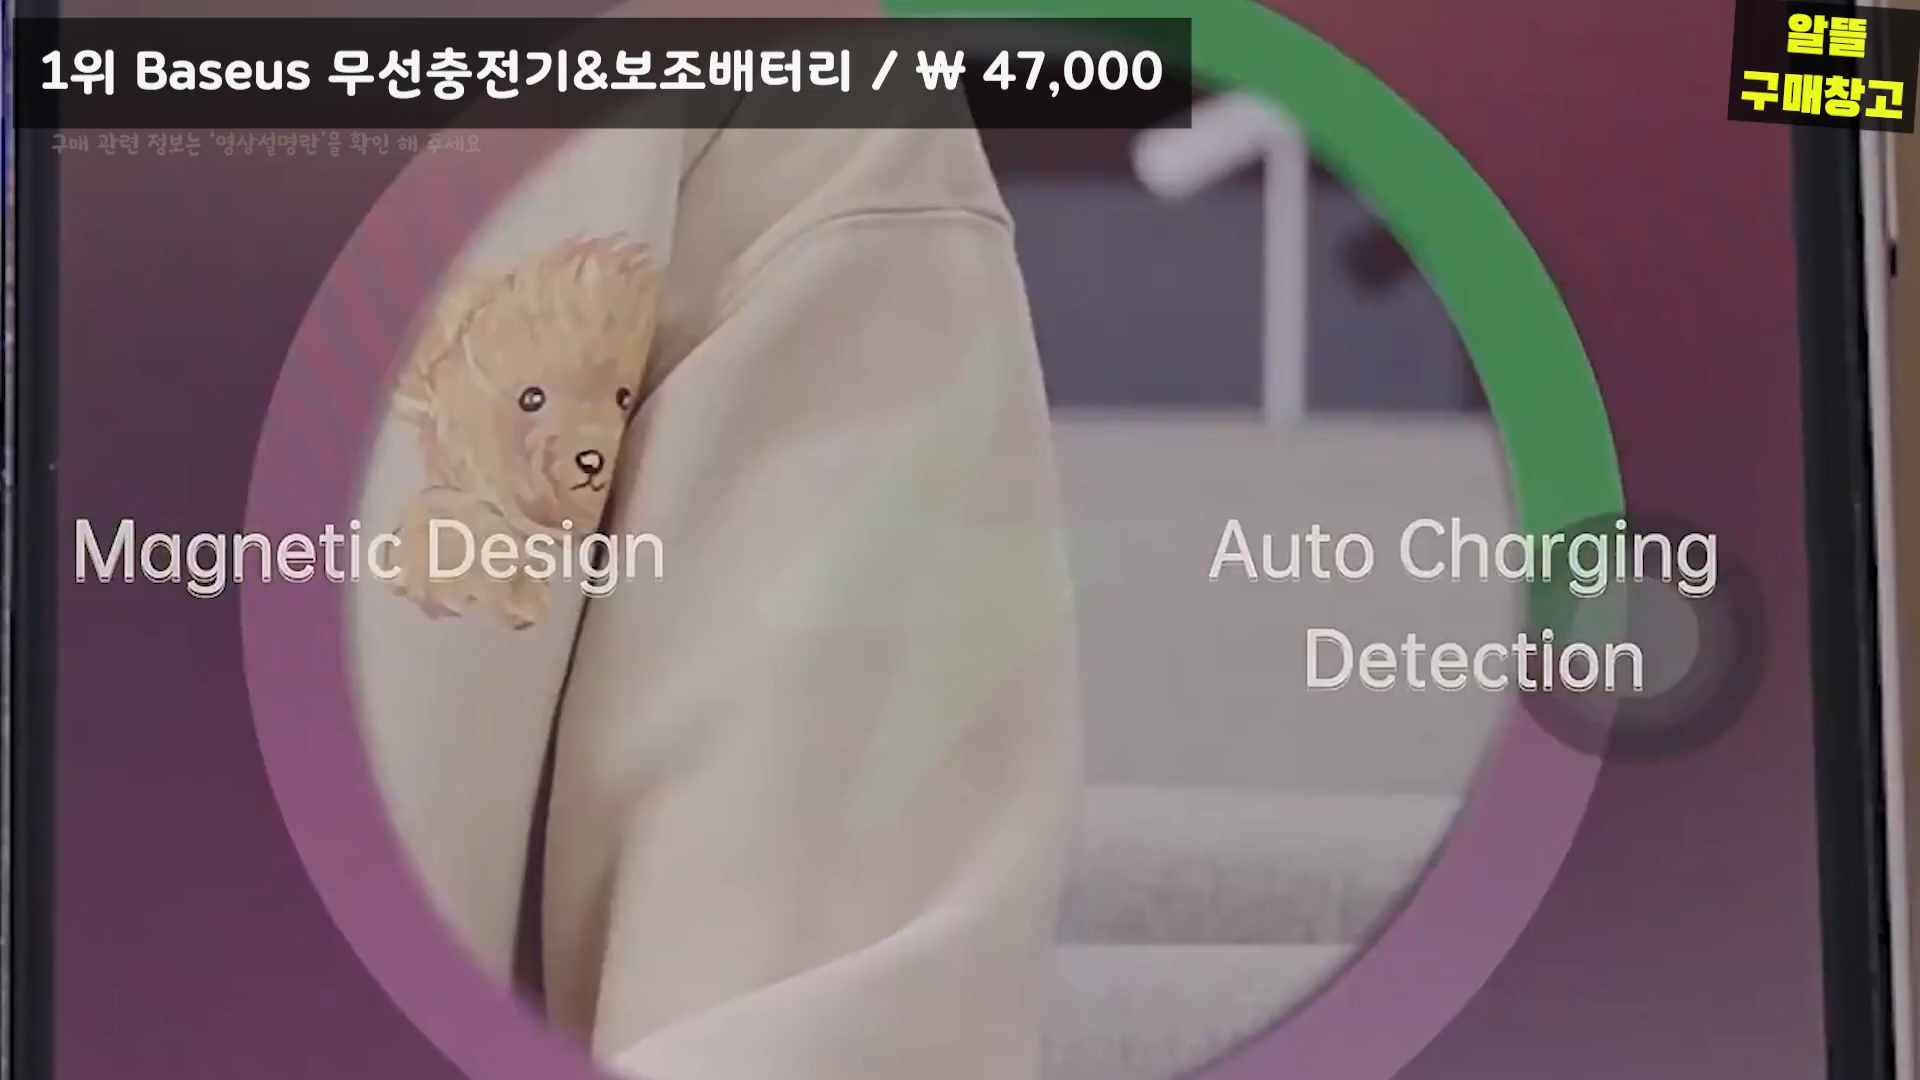 1위 Baseus 무선충전기&보조배터리 / ₩ 47,000
알뜰
구매창고
구매 관련 정보는 '영상설명란'을 확인 해 주세요
Magnetic Design
Auto Charging
Detection